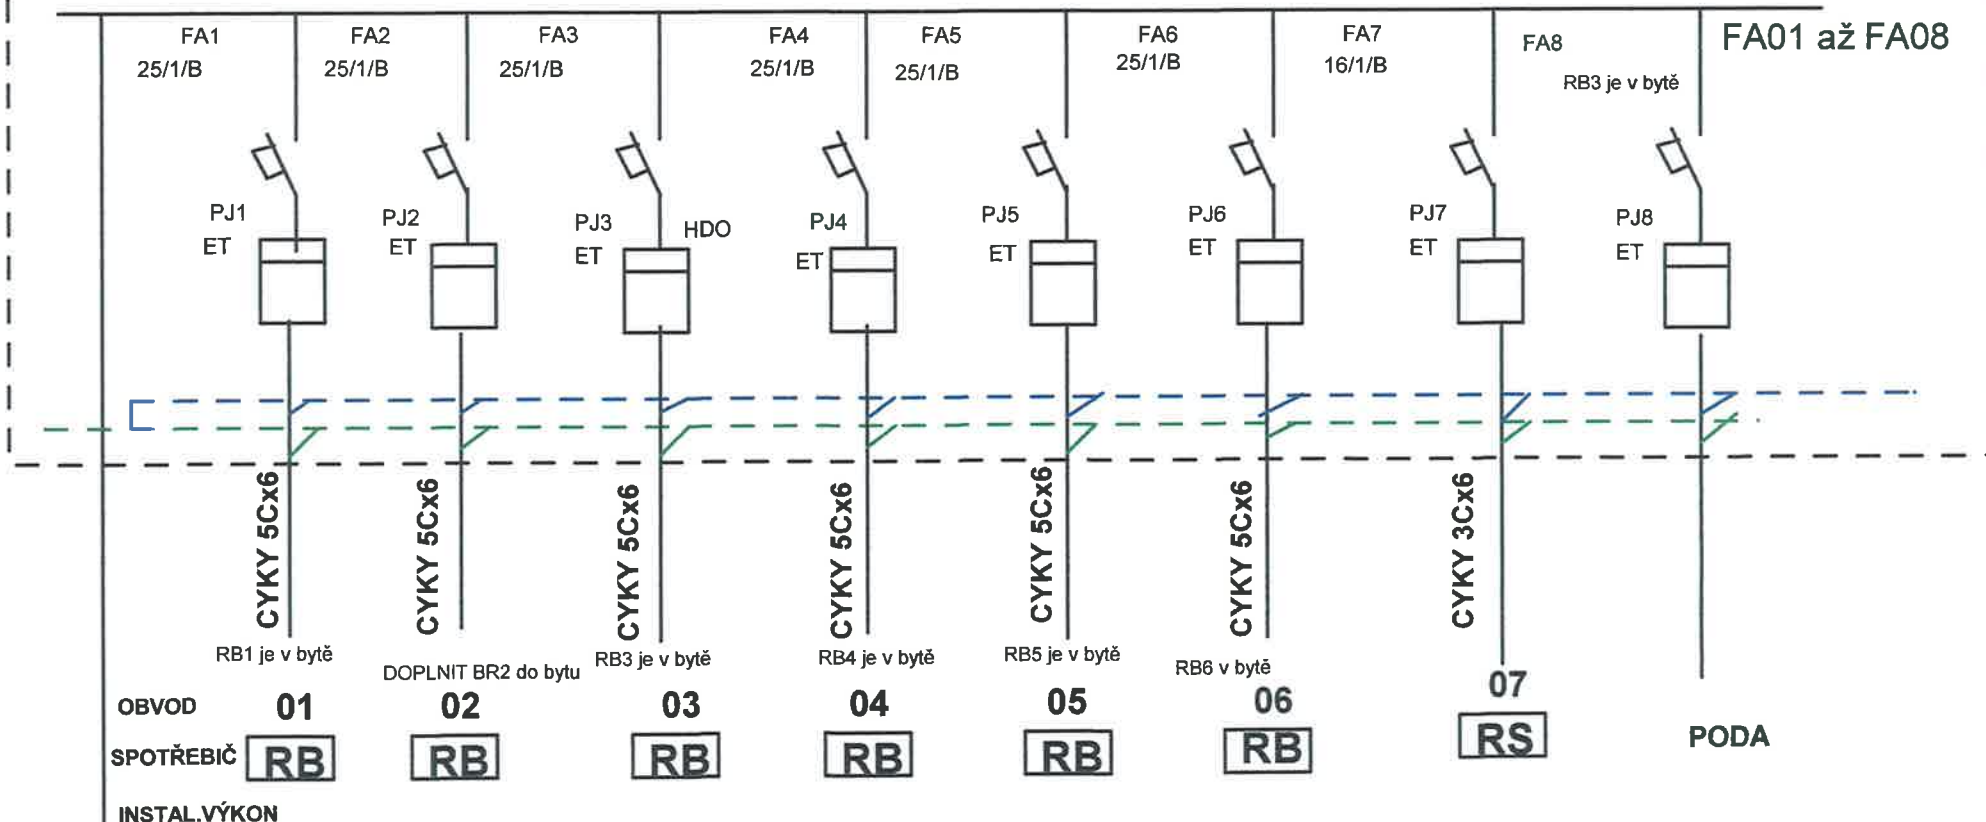 FA1 FA2 FA3 FA4 FA5 FA6 FA7 FA8 FA01 až FA08
25/1/B 25/1/B 25/1/B 25/1/B 25/1/B 25/1/B 16/1/B
RB3 je v bytě
PJ1 PJ2 PJ3 HDO PJ4 PJ5 PJ6 PJ7 PJ8
ET ET ET ET ET ET ET ET
CYKY 5Cx6
CYKY 5Cx6
CYKY 5Cx6
CYKY 5Cx6
CYKY 5Cx6
CYKY 5Cx6
CYKY 3Cx6
RB1 je v bytě DOPLNIT BR2 do bytu RB3 je v bytě RB4 je v bytě RB5 je v bytě RB6 v bytě
OBVOD 01 02 03 04 05 06 07
SPOTŘEBIČ RB RB RB RB RB RB RS PODA
INSTAL.VÝKON